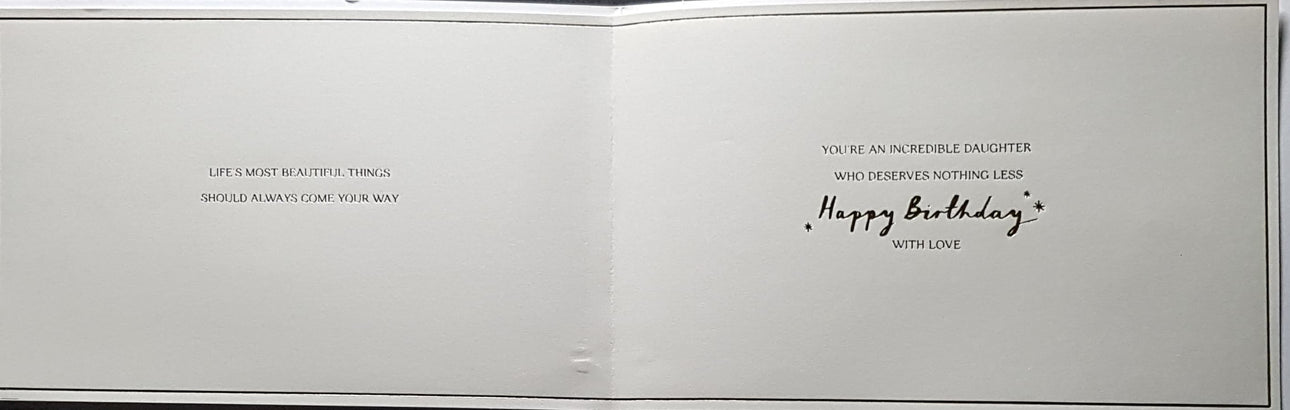 LIFE'S MOST BEAUTIFUL THINGS
SHOULD ALWAYS COME YOUR WAY
YOU'RE AN INCREDIBLE DAUGHTER
WHO DESERVES NOTHING LESS
Happy Birthday
WITH LOVE